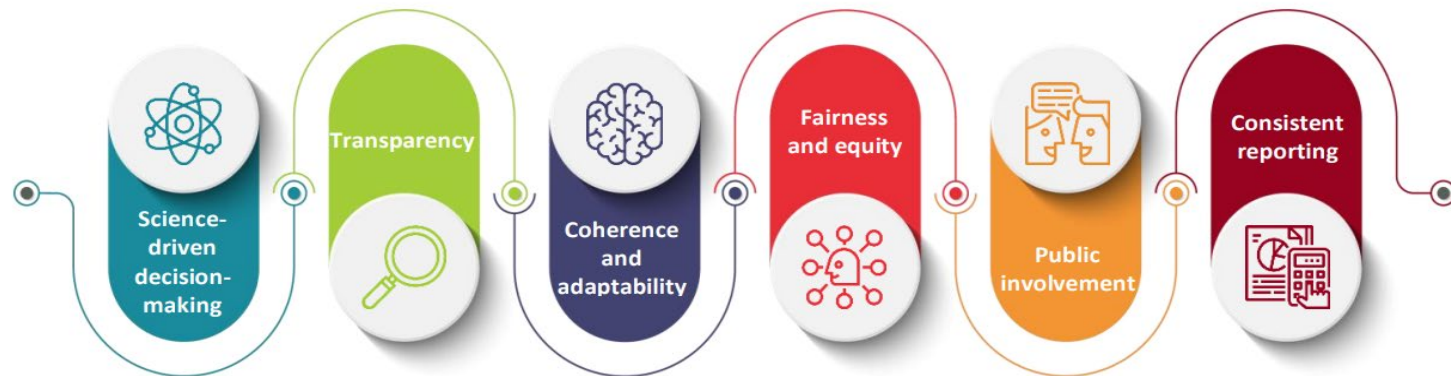 Science-
driven
decision-
making
Transparency
Coherence
and
adaptability
Fairness
and equity
Public
involvement
Consistent
reporting